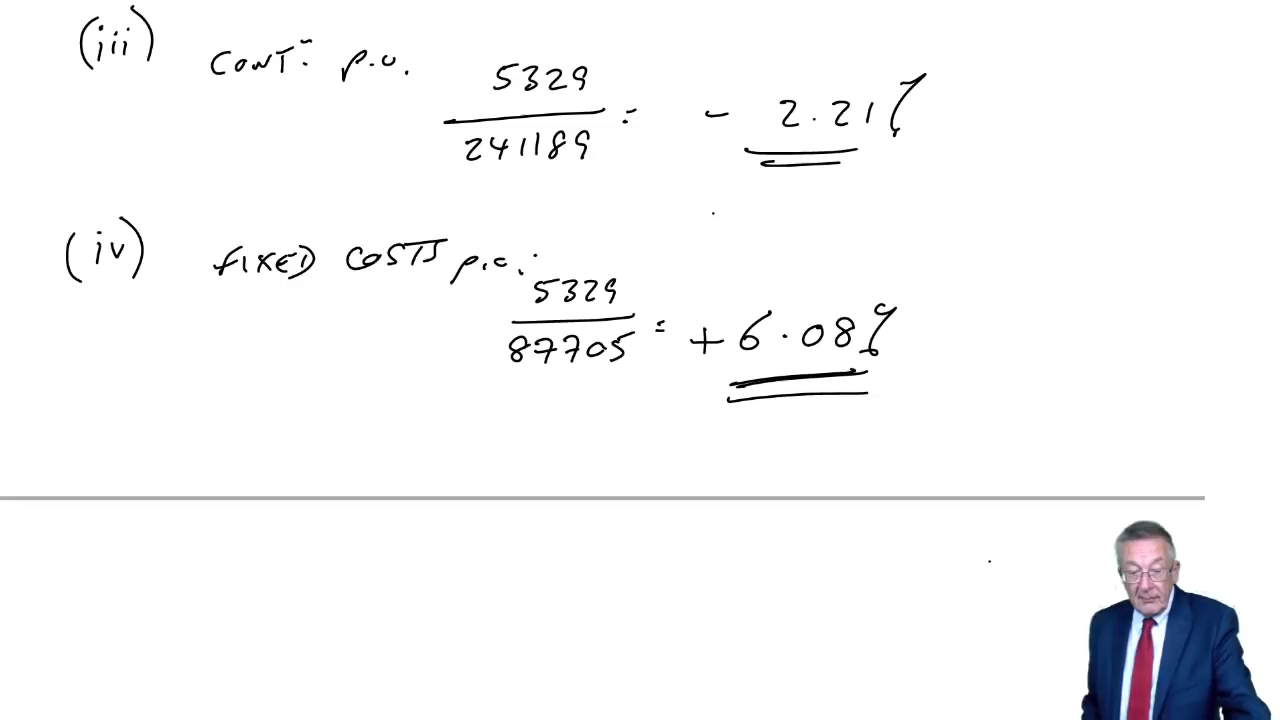 (iii) CONT: p.u.
5329
241189 = - 2.21%
(iv) FIXED COSTS p.a.:
5329
87705 = +6.08%